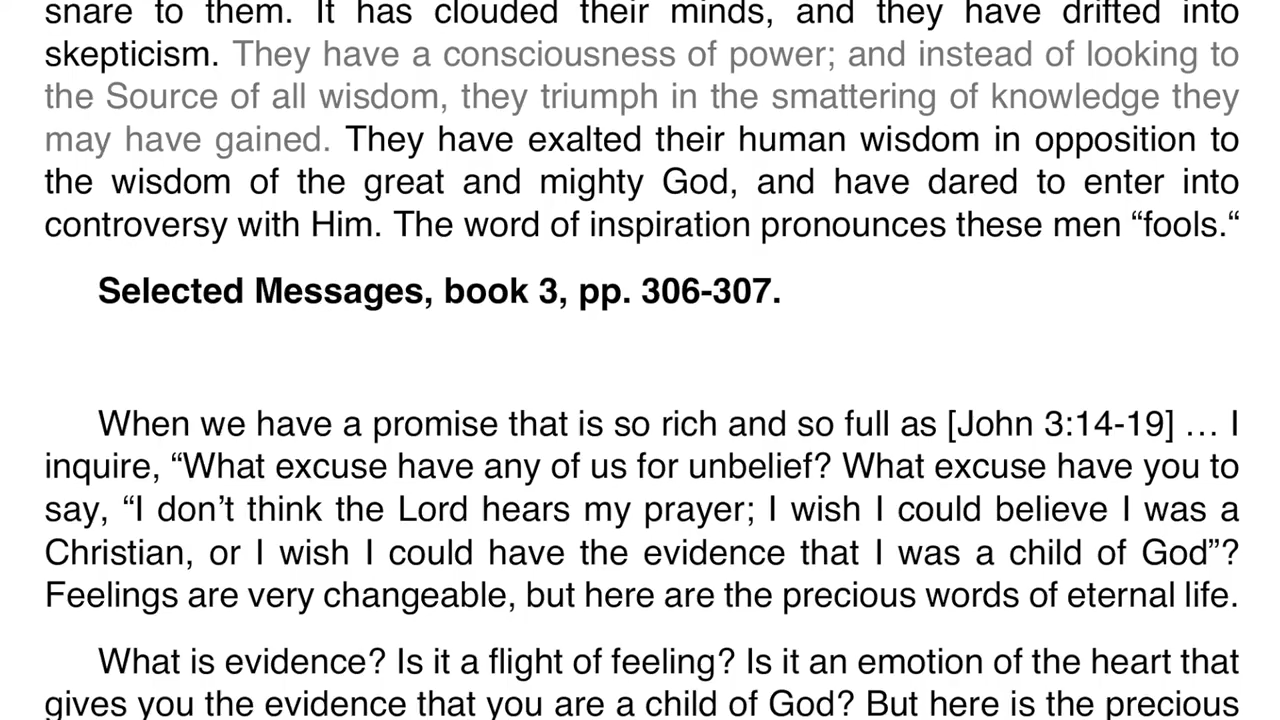 snare to them. It has clouded their minds, and they have drifted into
skepticism. They have a consciousness of power; and instead of looking to
the Source of all wisdom, they triumph in the smattering of knowledge they
may have gained. They have exalted their human wisdom in opposition to
the wisdom of the great and mighty God, and have dared to enter into
controversy with Him. The word of inspiration pronounces these men “fools.“
Selected Messages, book 3, pp. 306-307.
When we have a promise that is so rich and so full as [John 3:14-19] … I
inquire, “What excuse have any of us for unbelief? What excuse have you to
say, “I don’t think the Lord hears my prayer; I wish I could believe I was a
Christian, or I wish I could have the evidence that I was a child of God”?
Feelings are very changeable, but here are the precious words of eternal life.
What is evidence? Is it a flight of feeling? Is it an emotion of the heart that
gives you the evidence that you are a child of God? But here is the precious